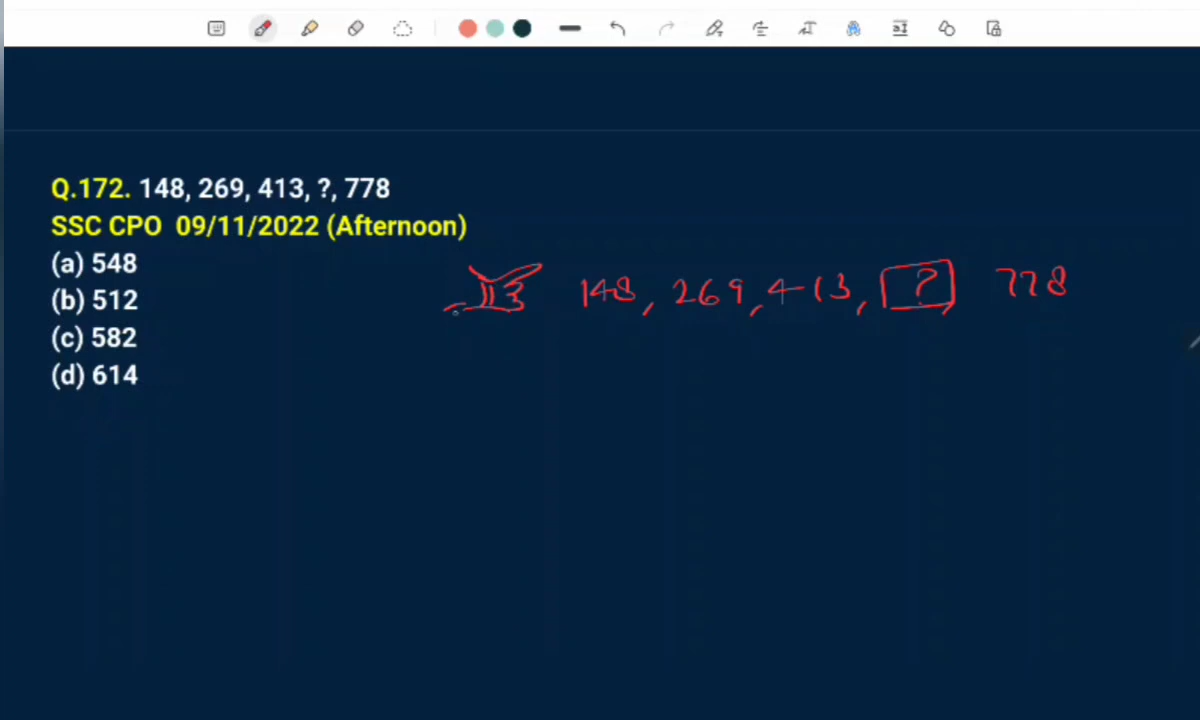 Q.172. 148, 269, 413, ?, 778
SSC CPO 09/11/2022 (Afternoon)
(a) 548
148, 269, 413, ? 778
(b) 512
(c) 582
(d) 614